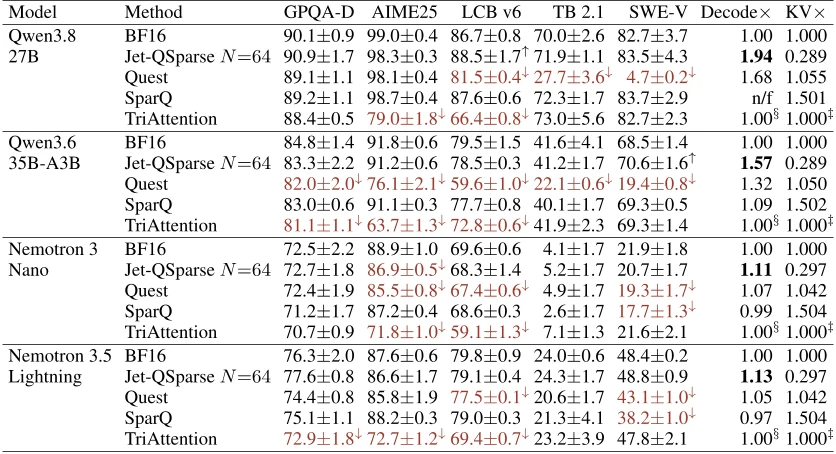 Model Method GPQA-D AIME25 LCB v6 TB 2.1 SWE-V Decode× KV×
Qwen3.8 BF16 90.1±0.9 99.0±0.4 86.7±0.8 70.0±2.6 82.7±3.7 1.00 1.000
27B Jet-QSparse N=64 90.9±1.7 98.3±0.3 88.5±1.7↑ 71.9±1.1 83.5±4.3 1.94 0.289
Quest 89.1±1.1 98.1±0.4 81.5±0.4↓ 27.7±3.6↓ 4.7±0.2↓ 1.68 1.055
SparQ 89.2±1.1 98.7±0.4 87.6±0.6 72.3±1.7 83.7±2.9 n/f 1.501
TriAttention 88.4±0.5 79.0±1.8↓ 66.4±0.8↓ 73.0±5.6 82.7±2.3 1.00§ 1.000‡
Qwen3.6 BF16 84.8±1.4 91.8±0.6 79.5±1.5 41.6±4.1 68.5±1.4 1.00 1.000
35B-A3B Jet-QSparse N=64 83.3±2.2 91.2±0.6 78.5±0.3 41.2±1.7 70.6±1.6↑ 1.57 0.289
Quest 82.0±2.0↓ 76.1±2.1↓ 59.6±1.0↓ 22.1±0.6↓ 19.4±0.8↓ 1.32 1.050
SparQ 83.0±0.6 91.1±0.3 77.7±0.8 40.1±1.7 69.3±0.5 1.09 1.502
TriAttention 81.1±1.1↓ 63.7±1.3↓ 72.8±0.6↓ 41.9±2.3 69.3±1.4 1.00§ 1.000‡
Nemotron 3 BF16 72.5±2.2 88.9±1.0 69.6±0.6 4.1±1.7 21.9±1.8 1.00 1.000
Nano Jet-QSparse N=64 72.7±1.8 86.9±0.5↓ 68.3±1.4 5.2±1.7 20.7±1.7 1.11 0.297
Quest 72.4±1.9 85.5±0.8↓ 67.4±0.6↓ 4.9±1.7 19.3±1.7↓ 1.07 1.042
SparQ 71.2±1.7 87.2±0.4 68.6±0.3 2.6±1.7 17.7±1.3↓ 0.99 1.504
TriAttention 70.7±0.9 71.8±1.0↓ 59.1±1.3↓ 7.1±1.3 21.6±2.1 1.00§ 1.000‡
Nemotron 3.5 BF16 76.3±2.0 87.6±0.6 79.8±0.9 24.0±0.6 48.4±0.2 1.00 1.000
Lightning Jet-QSparse N=64 77.6±0.8 86.6±1.7 79.1±0.4 24.3±1.7 48.8±0.9 1.13 0.297
Quest 74.4±0.8 85.8±1.9 77.5±0.1↓ 20.6±1.7 43.1±1.0↓ 1.05 1.042
SparQ 75.1±1.1 88.2±0.3 79.0±0.3 21.3±4.1 38.2±1.0↓ 0.97 1.504
TriAttention 72.9±1.8↓ 72.7±1.2↓ 69.4±0.7↓ 23.2±3.9 47.8±2.1 1.00§ 1.000‡